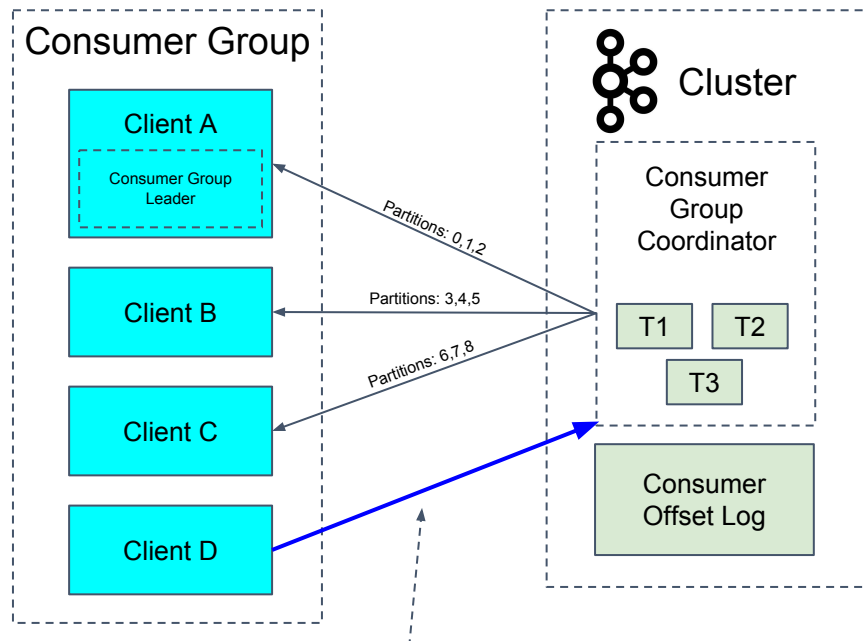 Consumer Group
Client A
Consumer Group
Leader
Client B
Client C
Client D
Partitions: 0,1,2
Partitions: 3,4,5
Partitions: 6,7,8
Cluster
Consumer
Group
Coordinator
T1
T2
T3
Consumer
Offset Log